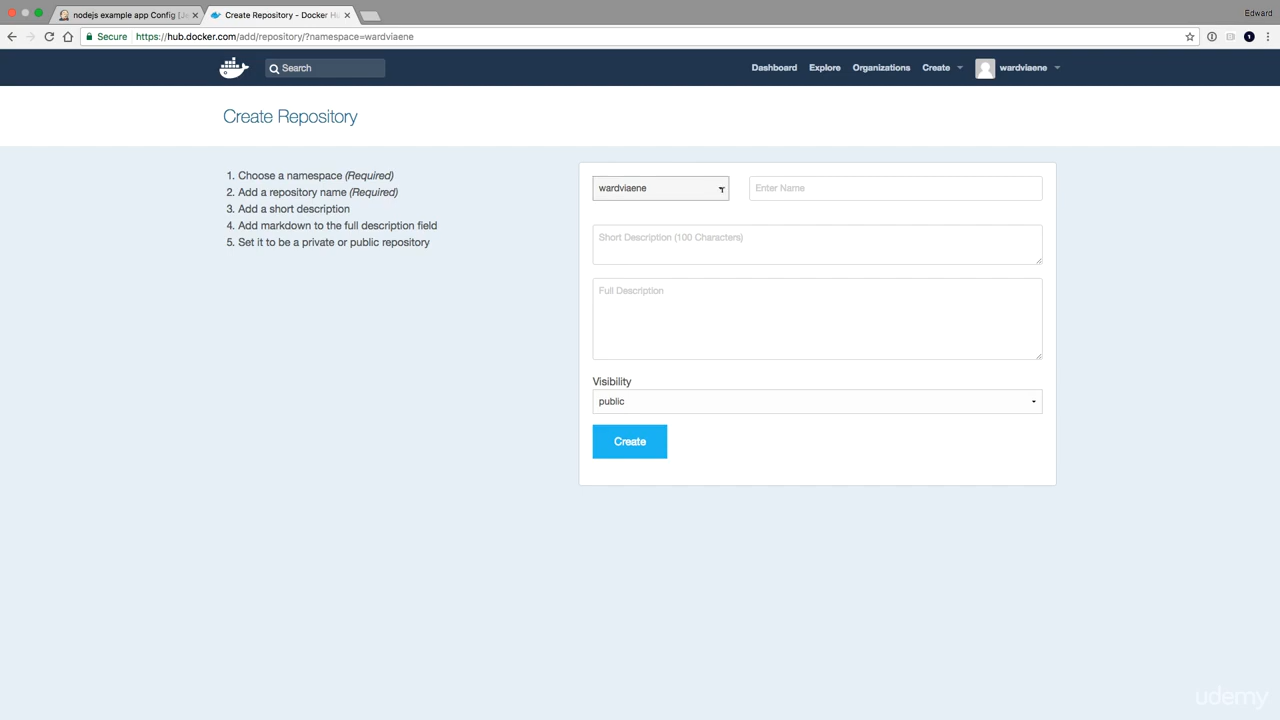 nodejs example app Config [Je
Create Repository - Docker Hu
Edward
Secure
https://hub.docker.com/add/repository/?namespace=wardviaene
Search
Dashboard
Explore
Organizations
Create
wardviaene
Create Repository
1. Choose a namespace (Required)
2. Add a repository name (Required)
3. Add a short description
4. Add markdown to the full description field
5. Set it to be a private or public repository
wardviaene
Enter Name
Short Description (100 Characters)
Full Description
Visibility
public
Create
udemy